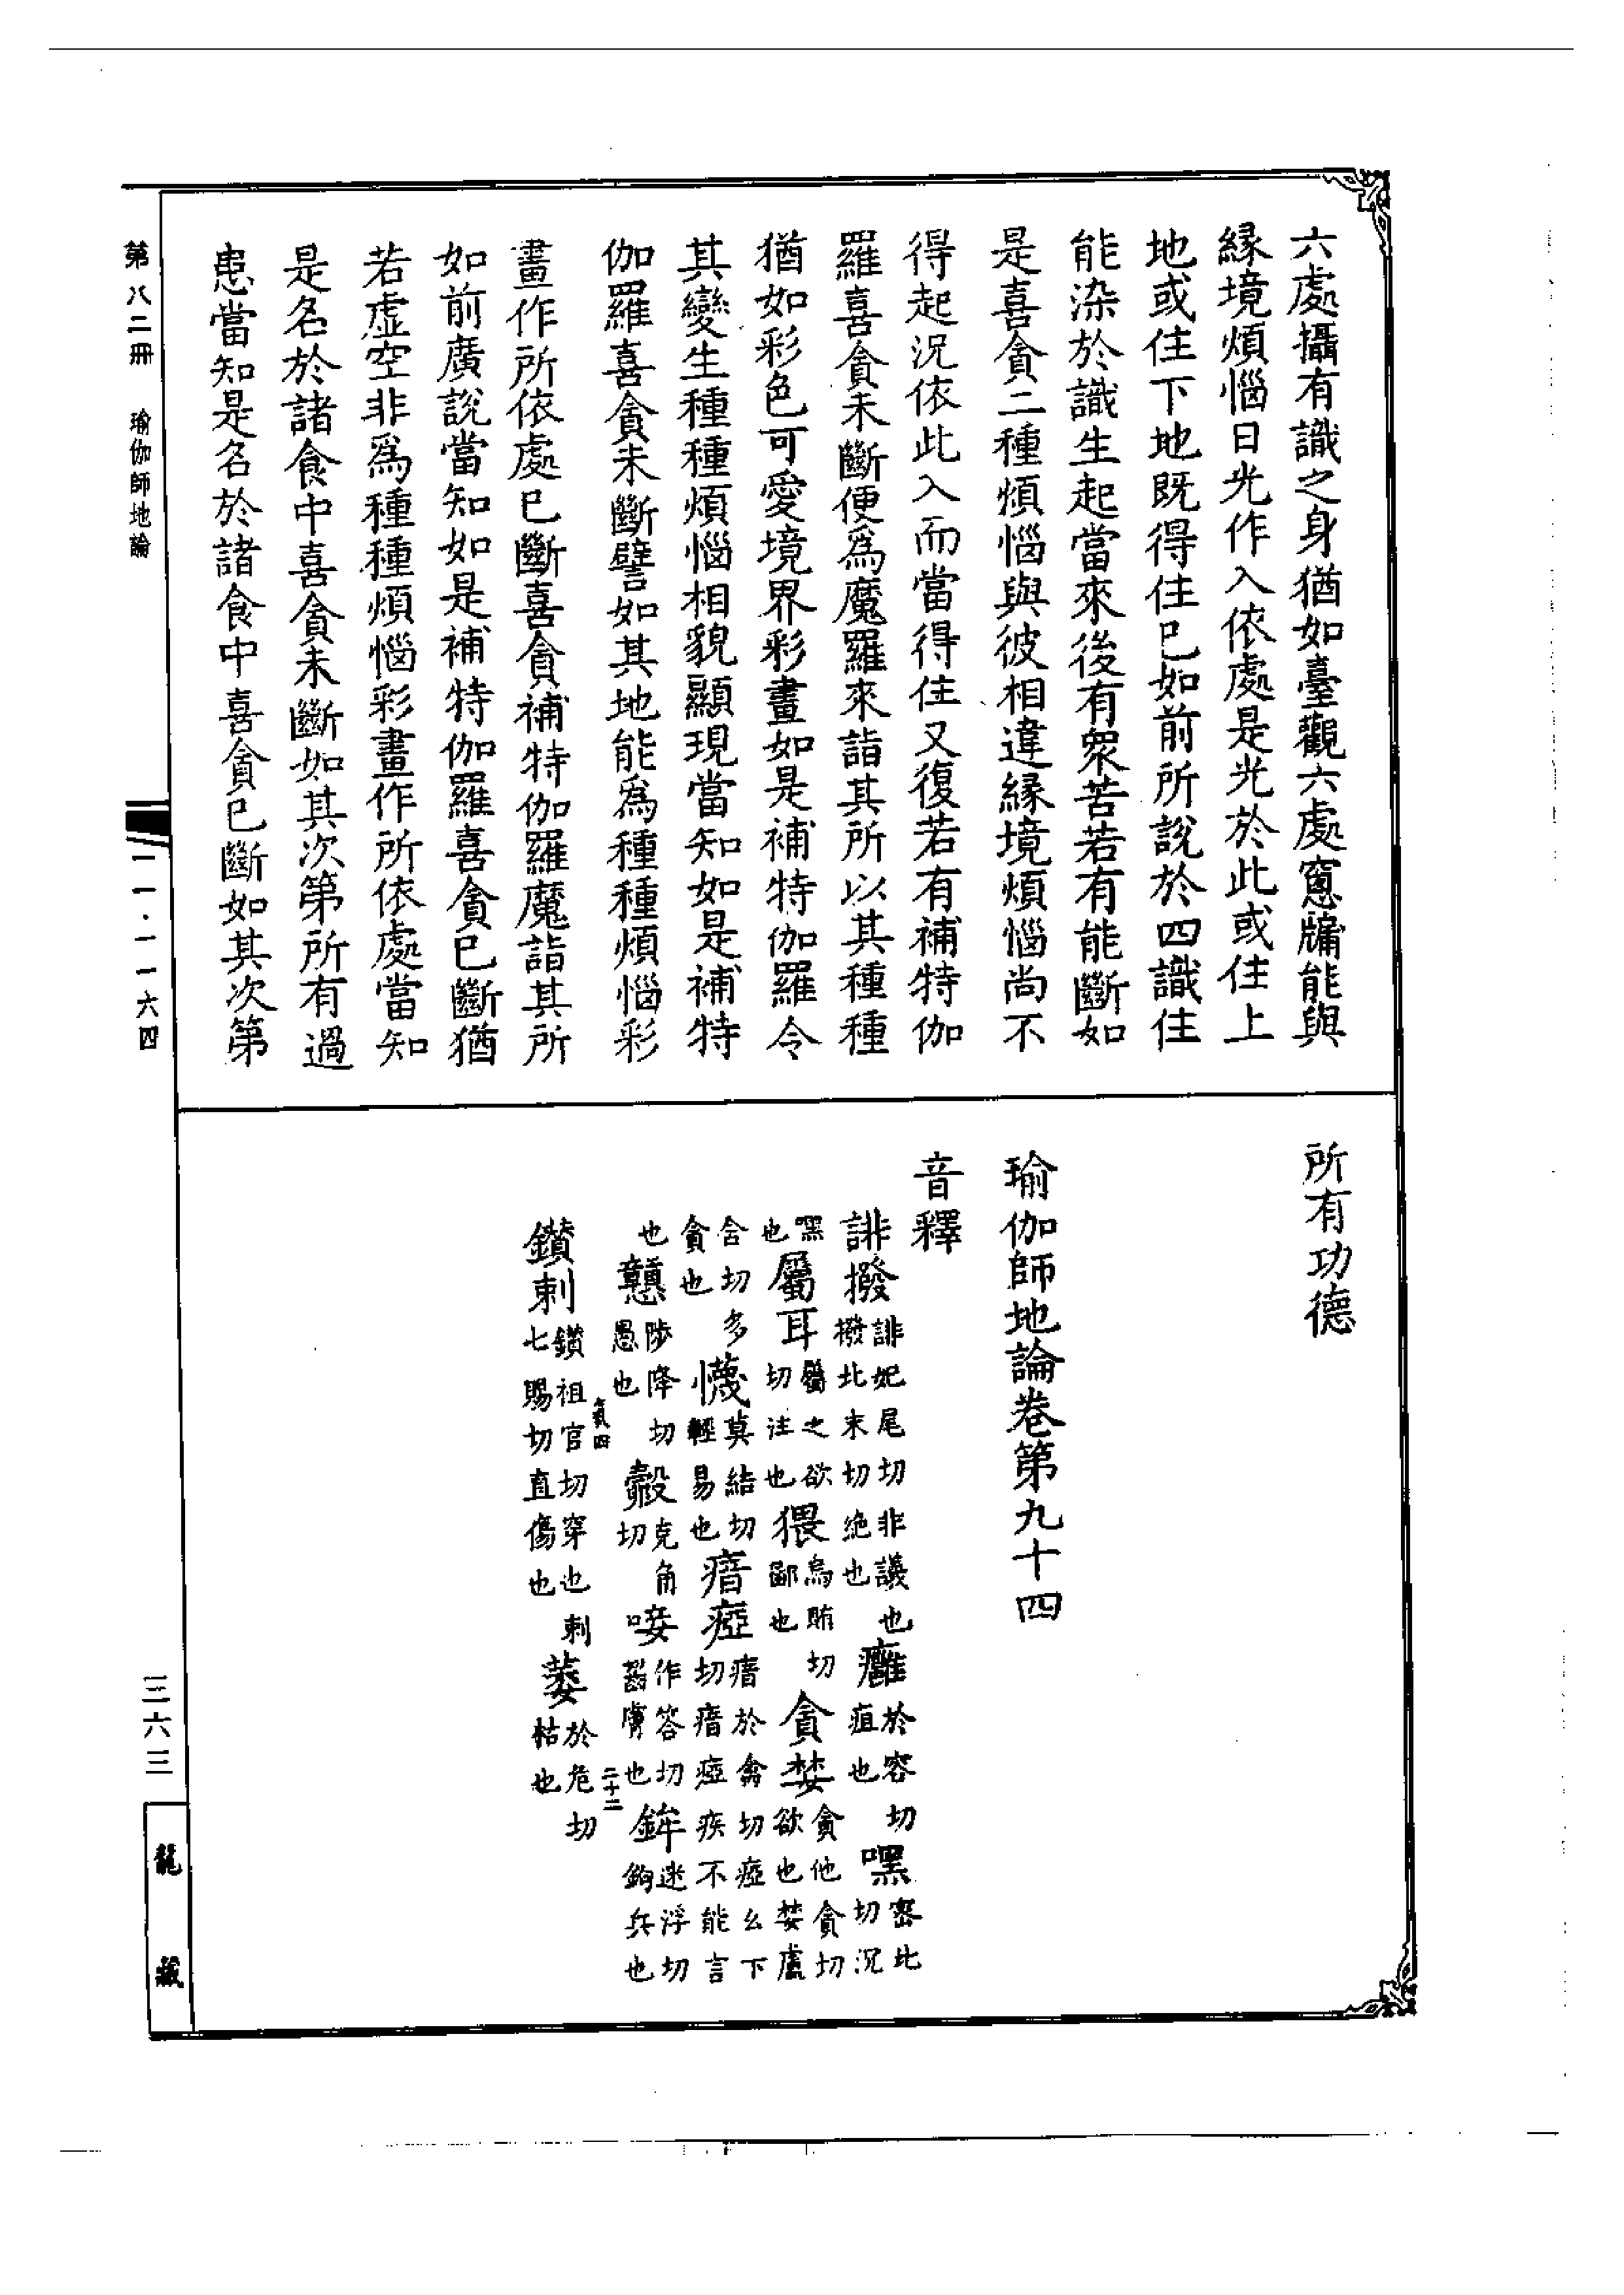 六處攝有識之身猶如臺觀六處窻牖能與
緣境煩惱日光作入依處是光於此或住上
地或住下地既得住已如前所說於四識住
能染於識生起當來後有眾苦若有能斷如
是喜貪二種煩惱與彼相違緣境煩惱尚不
得起況依此入而當得住又復若有補特伽
羅喜貪未斷便為魔羅來詣其所以其種種
猶如彩色可愛境界彩畫如是補特伽羅令
其變生種種煩惱相貌顯現當知如是補特
伽羅喜貪未斷譬如其地能為種種煩惱彩
畫作所依處已斷喜貪補特伽羅魔詣其所
如前廣說當知如是補特伽羅喜貪已斷猶
若虛空非為種種煩惱彩畫作所依處當知
是名於諸食中喜貪未斷如其次第所有過
患當知是名於諸食中喜貪已斷如其次第
所有功德
瑜伽師地論卷第九十四
音釋
誹撥誹妃尾切非議也撥北末切絶也癰於容切疽也嘿密北切況
嘿也屬耳屬之欲切注也猥烏賄切鄙也貪婪貪他貪切欲也婪盧
含切多貪也懱莫結切輕易也瘖瘂瘖於禽切瘂么下切瘖瘂疾不能言
也戇陟降切愚也㱿克角切唼作答切齧膚也鉾迷浮切鉤兵也
鑽刺鑽祖官切穿也刺七賜切直傷也萎於危切枯也
氣四
二十二
第八二冊 瑜伽師地論
一一·一一六四
三六三
龍藏